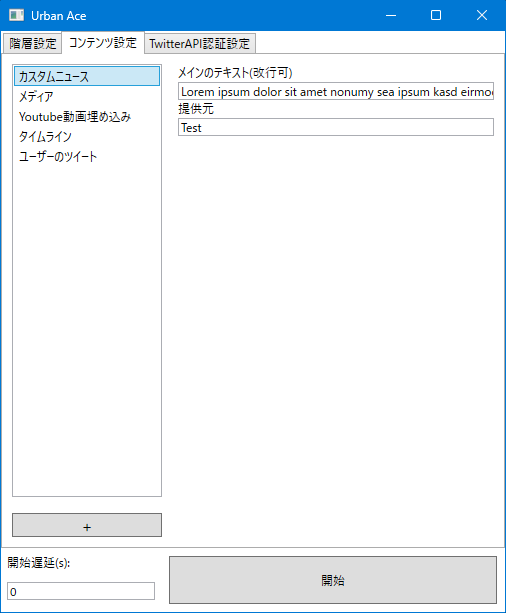 Urban Ace
階層設定 コンテンツ設定 TwitterAPI認証設定
カスタムニュース
メディア
Youtube動画埋め込み
タイムライン
ユーザーのツイート
+
メインのテキスト(改行可)
Lorem ipsum dolor sit amet nonumy sea ipsum kasd eirmo
提供元
Test
開始遅延(s):
0
開始